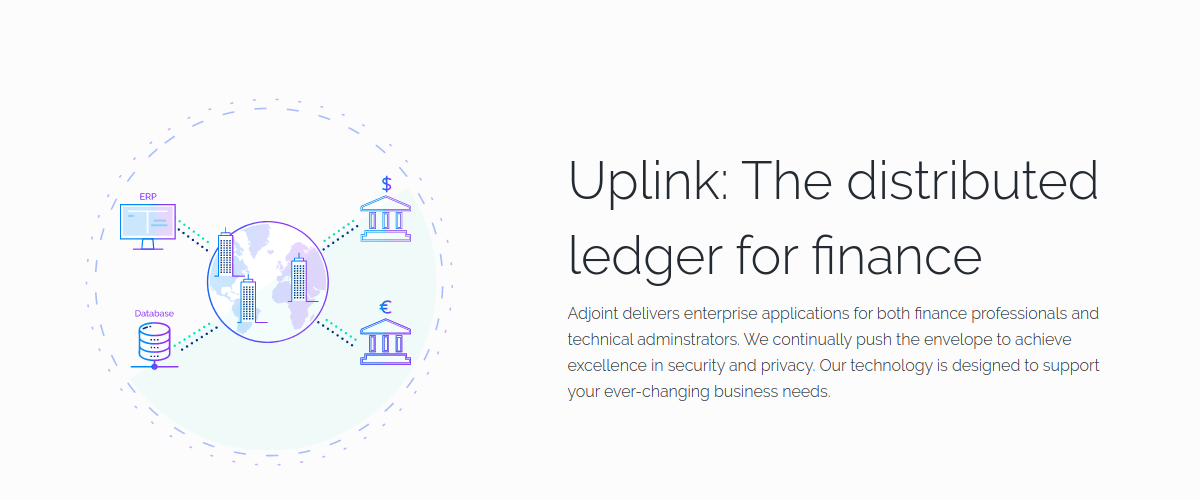 Uplink: The distributed
ledger for finance
Adjoint delivers enterprise applications for both finance professionals and
technical adminstrators. We continually push the envelope to achieve
excellence in security and privacy. Our technology is designed to support
your ever-changing business needs.
ERP
$
Database
€